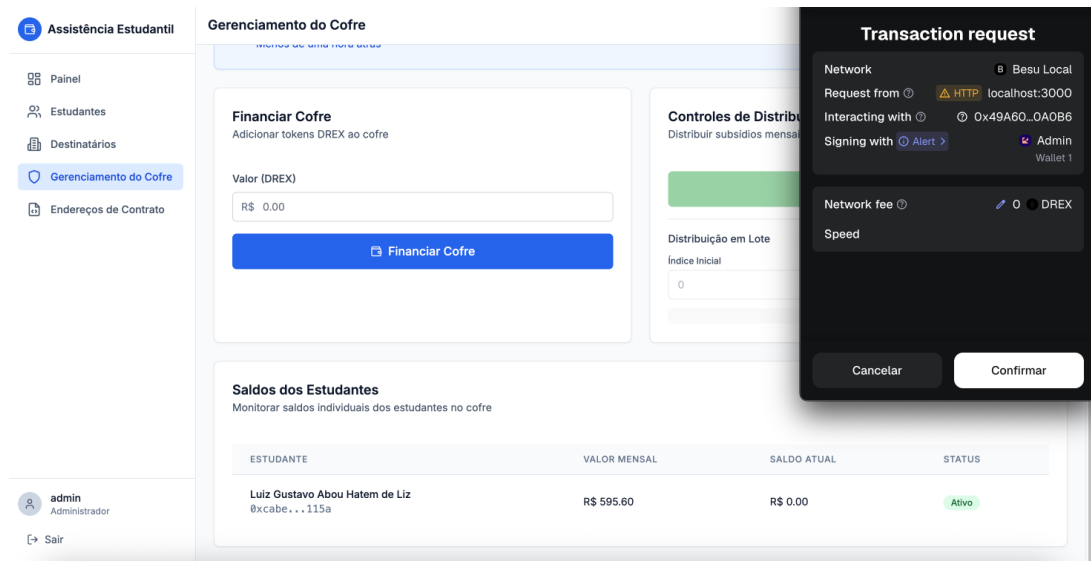 Assistência Estudantil
Painel
Estudantes
Destinatários
Gerenciamento do Cofre
Endereços de Contrato
admin
Administrador
Sair
Gerenciamento do Cofre
Menos de uma hora atrás
Financiar Cofre
Adicionar tokens DREX ao cofre
Valor (DREX)
R$ 0.00
Financiar Cofre
Controles de Distribu
Distribuir subsídios mensai
Distribuição em Lote
Índice Inicial
0
Saldos dos Estudantes
Monitorar saldos individuais dos estudantes no cofre
ESTUDANTE VALOR MENSAL SALDO ATUAL STATUS
Luiz Gustavo Abou Hatem de Liz R$ 595.60 R$ 0.00 Ativo
0xcabe...115a
Transaction request
Network B Besu Local
Request from HTTP localhost:3000
Interacting with 0x49A60...0A0B6
Signing with Alert > Admin
Wallet 1
Network fee 0 DREX
Speed
Cancelar Confirmar